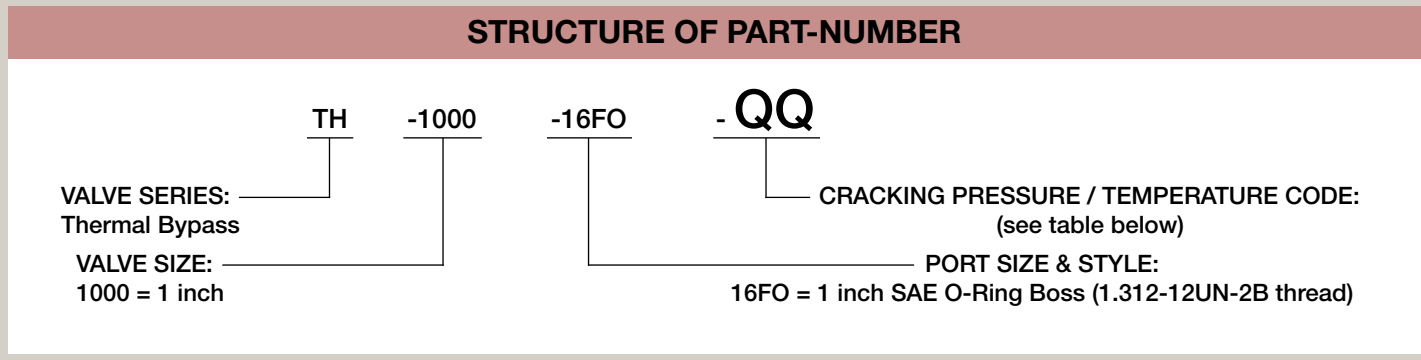 STRUCTURE OF PART-NUMBER
TH -1000 -16FO - QQ
VALVE SERIES:
Thermal Bypass
CRACKING PRESSURE / TEMPERATURE CODE:
(see table below)
VALVE SIZE:
1000 = 1 inch
PORT SIZE & STYLE:
16FO = 1 inch SAE O-Ring Boss (1.312-12UN-2B thread)